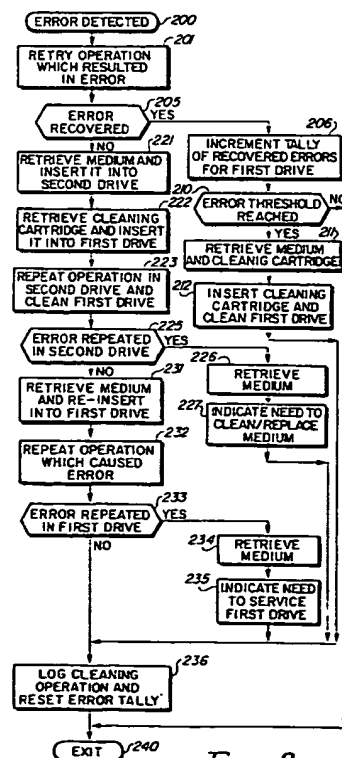 ERROR DETECTED
200
201
RETRY OPERATION
WHICH RESULTED
IN ERROR
205
ERROR
RECOVERED
YES
NO
206
INCREMENT TALLY
OF RECOVERED ERRORS
FOR FIRST DRIVE
210
ERROR THRESHOLD
REACHED
NO
YES
211
RETRIEVE MEDIUM
AND CLEANIG CARTRIDGE
212
INSERT CLEANING
CARTRIDGE AND
CLEAN FIRST DRIVE
221
RETRIEVE MEDIUM AND
INSERT IT INTO
SECOND DRIVE
222
RETRIEVE CLEANING
CARTRIDGE AND INSERT
IT INTO FIRST DRIVE
223
REPEAT OPERATION IN
SECOND DRIVE AND
CLEAN FIRST DRIVE
225
ERROR REPEATED
IN SECOND DRIVE
YES
NO
226
RETRIEVE
MEDIUM
227
INDICATE NEED TO
CLEAN/REPLACE
MEDIUM
231
RETRIEVE MEDIUM
AND RE-INSERT
INTO FIRST DRIVE
232
REPEAT OPERATION
WHICH CAUSED
ERROR
233
ERROR REPEATED
IN FIRST DRIVE
YES
NO
234
RETRIEVE
MEDIUM
235
INDICATE NEED
TO SERVICE
FIRST DRIVE
236
LOG CLEANING
OPERATION AND
RESET ERROR TALLY
EXIT
240